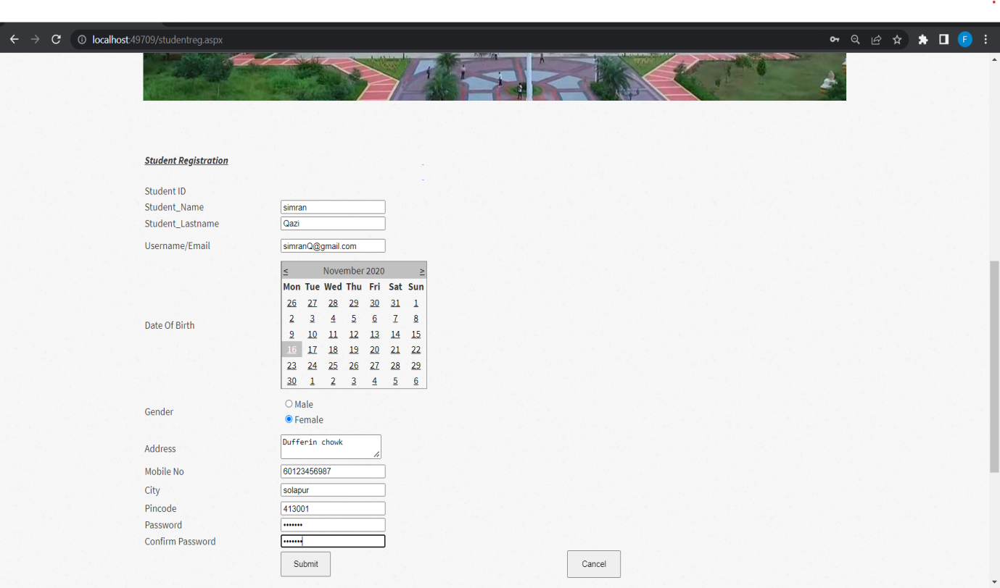 localhost:49709/studentreg.aspx
F
Student Registration
Student ID
Student_Name simran
Student_Lastname Qazi
Username/Email simranQ@gmail.com
< November 2020 >
Mon Tue Wed Thu Fri Sat Sun
26 27 28 29 30 31 1
2 3 4 5 6 7 8
Date Of Birth
9 10 11 12 13 14 15
16 17 18 19 20 21 22
23 24 25 26 27 28 29
30 1 2 3 4 5 6
Male
Gender
Female
Address Dufferin chowk
Mobile No 60123456987
City solapur
Pincode 413001
Password •••••••
Confirm Password •••••••
Submit Cancel